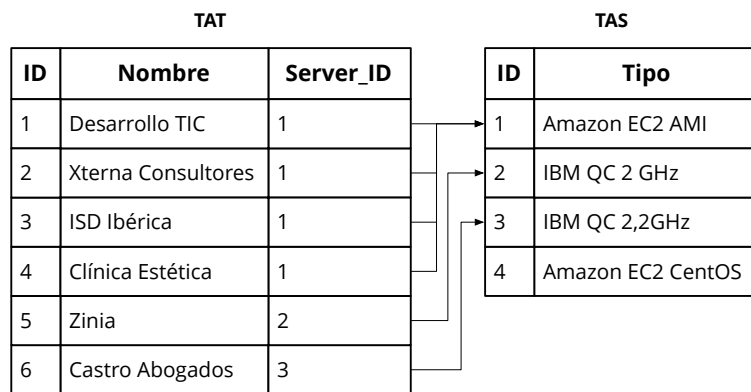 TAT
ID Nombre Server_ID
1 Desarrollo TIC 1
2 Xterna Consultores 1
3 ISD Ibérica 1
4 Clínica Estética 1
5 Zinia 2
6 Castro Abogados 3
TAS
ID Tipo
1 Amazon EC2 AMI
2 IBM QC 2 GHz
3 IBM QC 2,2GHz
4 Amazon EC2 CentOS